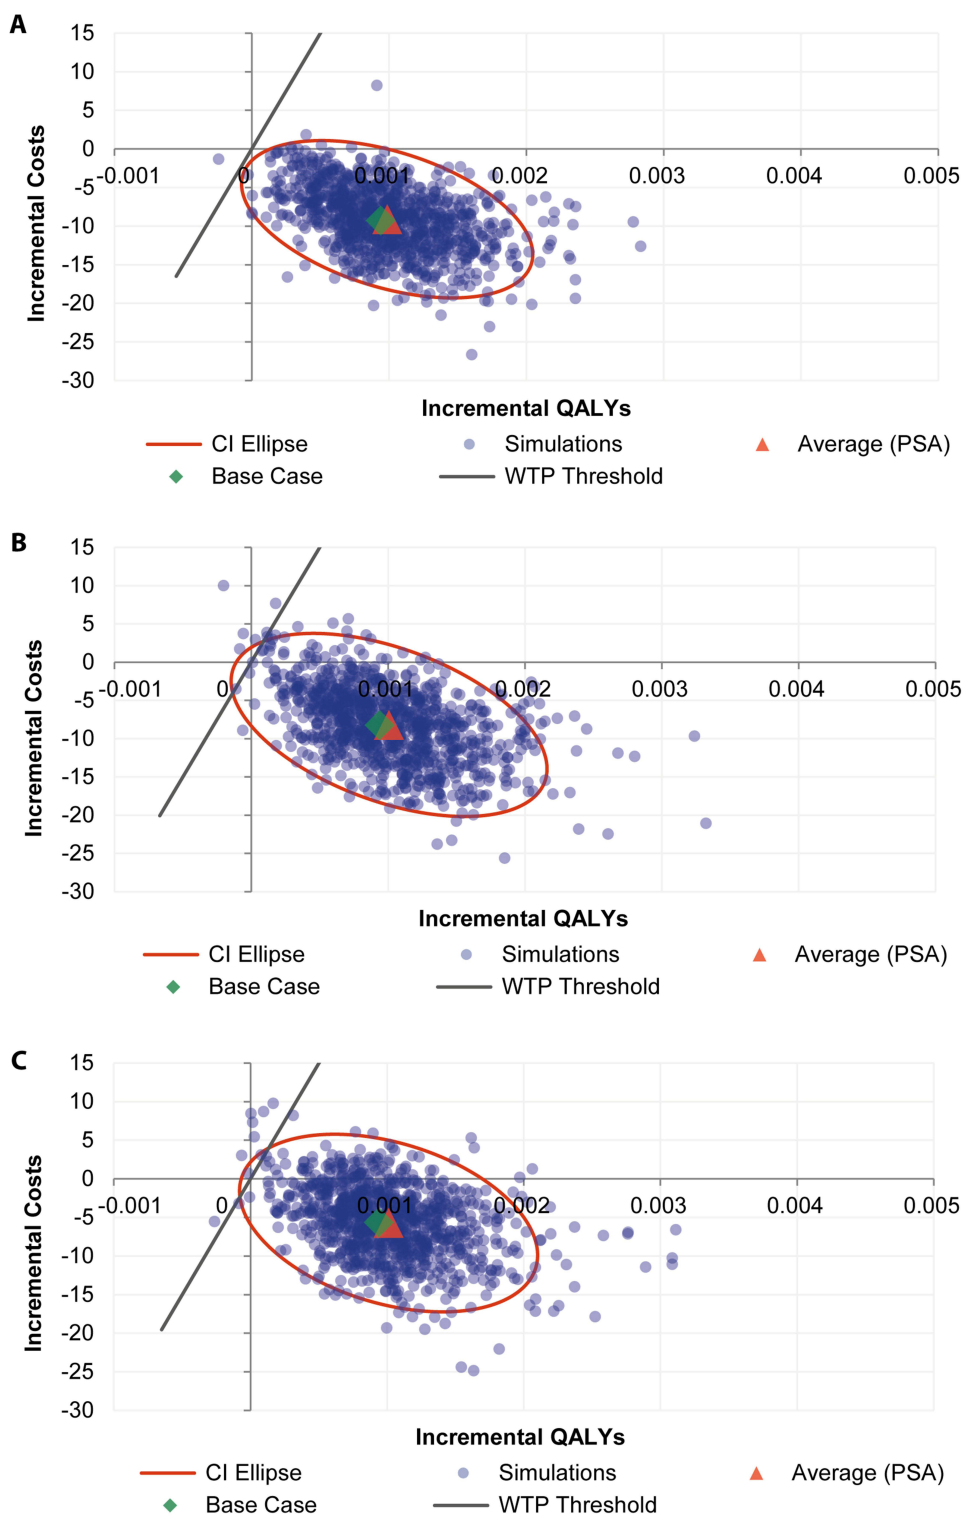 A
15
10
5
0
-5
-10
-15
-20
-25
-30
-0.001 0 0.001 0.002 0.003 0.004 0.005
Incremental Costs
Incremental QALYs
CI Ellipse Simulations Average (PSA)
Base Case WTP Threshold
B
15
10
5
0
-5
-10
-15
-20
-25
-30
-0.001 0 0.001 0.002 0.003 0.004 0.005
Incremental Costs
Incremental QALYs
CI Ellipse Simulations Average (PSA)
Base Case WTP Threshold
C
15
10
5
0
-5
-10
-15
-20
-25
-30
-0.001 0 0.001 0.002 0.003 0.004 0.005
Incremental Costs
Incremental QALYs
CI Ellipse Simulations Average (PSA)
Base Case WTP Threshold